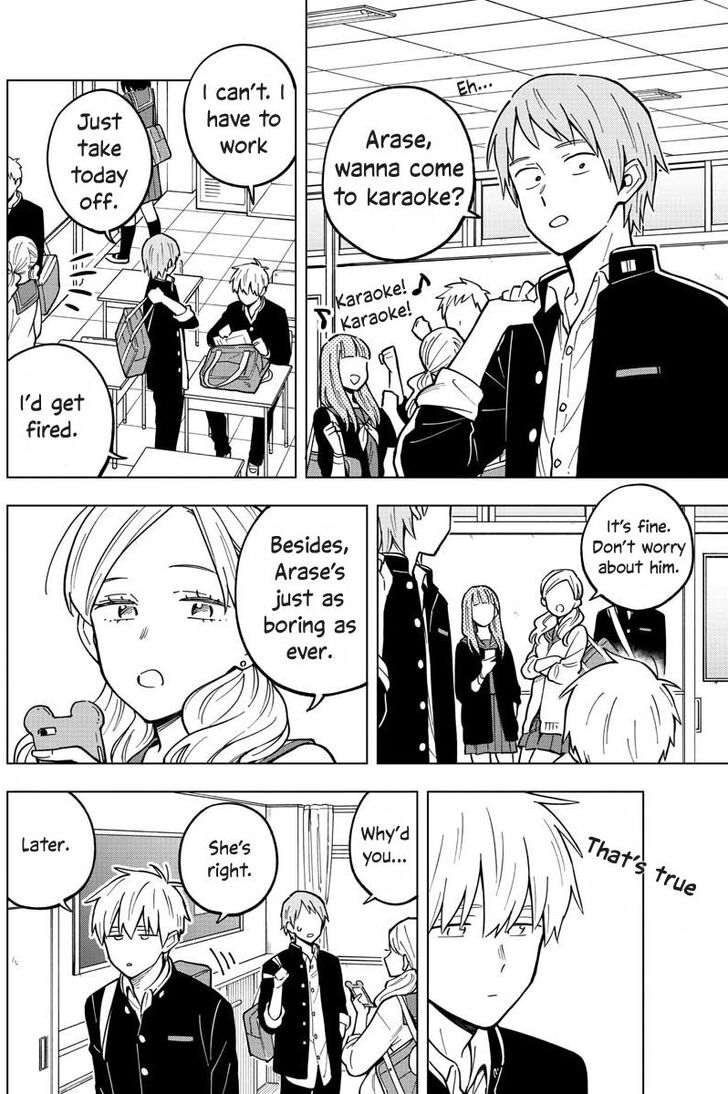 Eh...
Arase,
wanna come
to karaoke?
Karaoke!
Karaoke!
I can't. I
have to
work
Just
take
today
off.
I'd get
fired.
It's fine.
Don't worry
about him.
Besides,
Arase's
just as
boring as
ever.
That's true
Why'd
you...
She's
right.
Later.